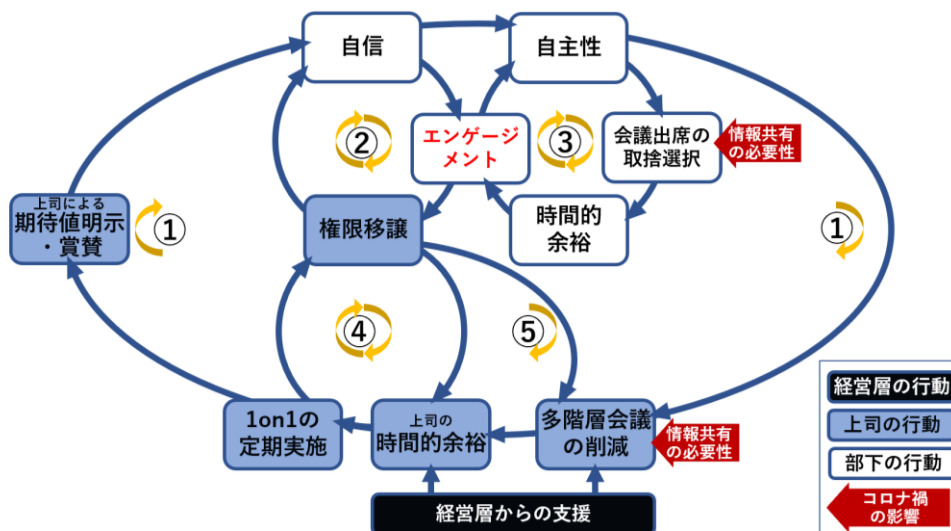 自信
自主性
②
エンゲージ
メント
③
会議出席の
取捨選択
情報共有
の必要性
上司による
期待値明示
・賞賛
①
権限移譲
時間的
余裕
①
④
⑤
1on1の
定期実施
上司の
時間的余裕
多階層会議
の削減
情報共有
の必要性
経営層からの支援
経営層の行動
上司の行動
部下の行動
コロナ禍
の影響